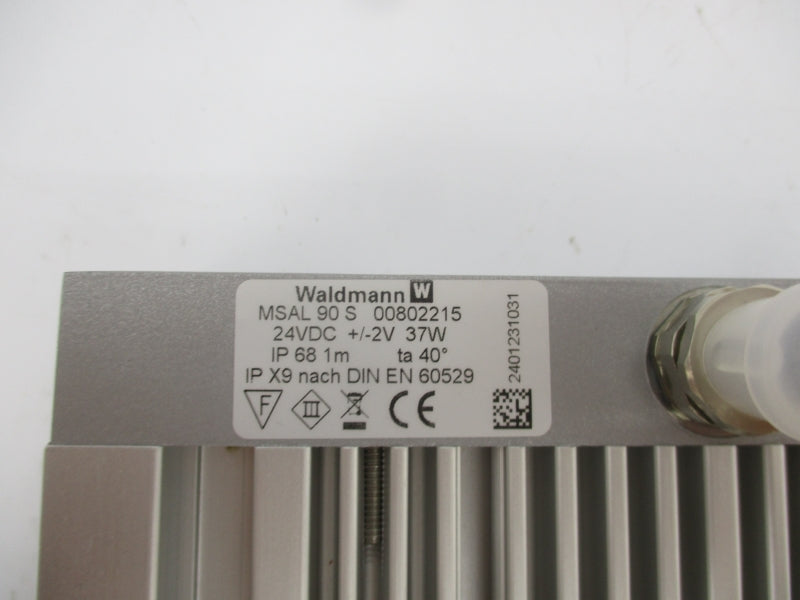 Waldmann W
MSAL 90 S 00802215
24VDC +/-2V 37W
IP 68 1m ta 40°
IP X9 nach DIN EN 60529
F III CE
2401231031